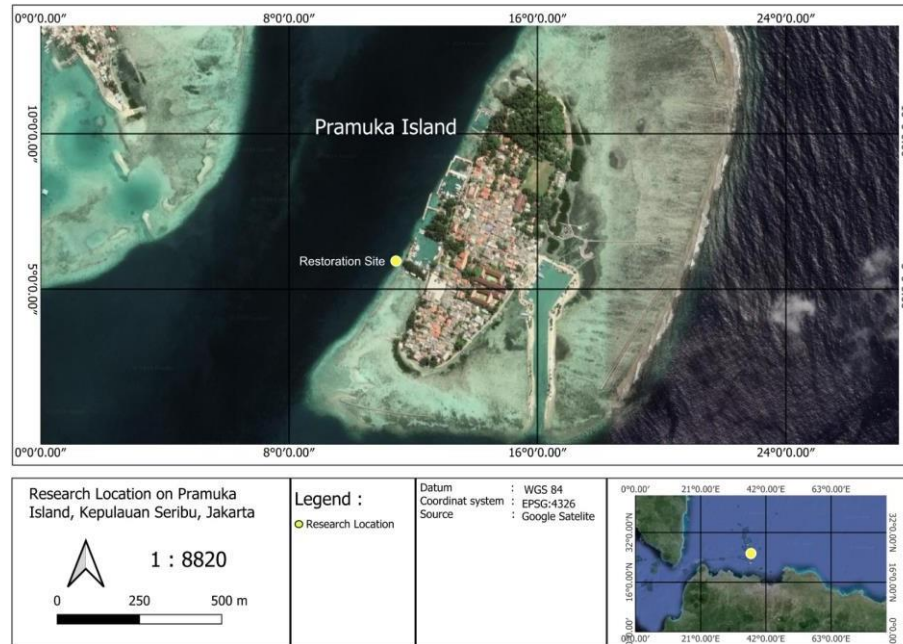 0°0′0.00″ 8°0′0.00″ 16°0′0.00″ 24°0′0.00″
10°0′0.00″
Pramuka Island
Restoration Site
5°0′0.00″
0°0′0.00″ 8°0′0.00″ 16°0′0.00″ 24°0′0.00″
Research Location on Pramuka
Island, Kepulauan Seribu, Jakarta
1 : 8820
0 250 500 m
Legend :
Research Location
Datum : WGS 84
Coordinat system : EPSG:4326
Source : Google Satelite
0°0.00′ 21°0.00′E 42°0.00′E 63°0.00′E
32°0.00′N 32°0.00′N
16°0.00′N 16°0.00′N
0°0.00′ 21°0.00′E 42°0.00′E 63°0.00′E